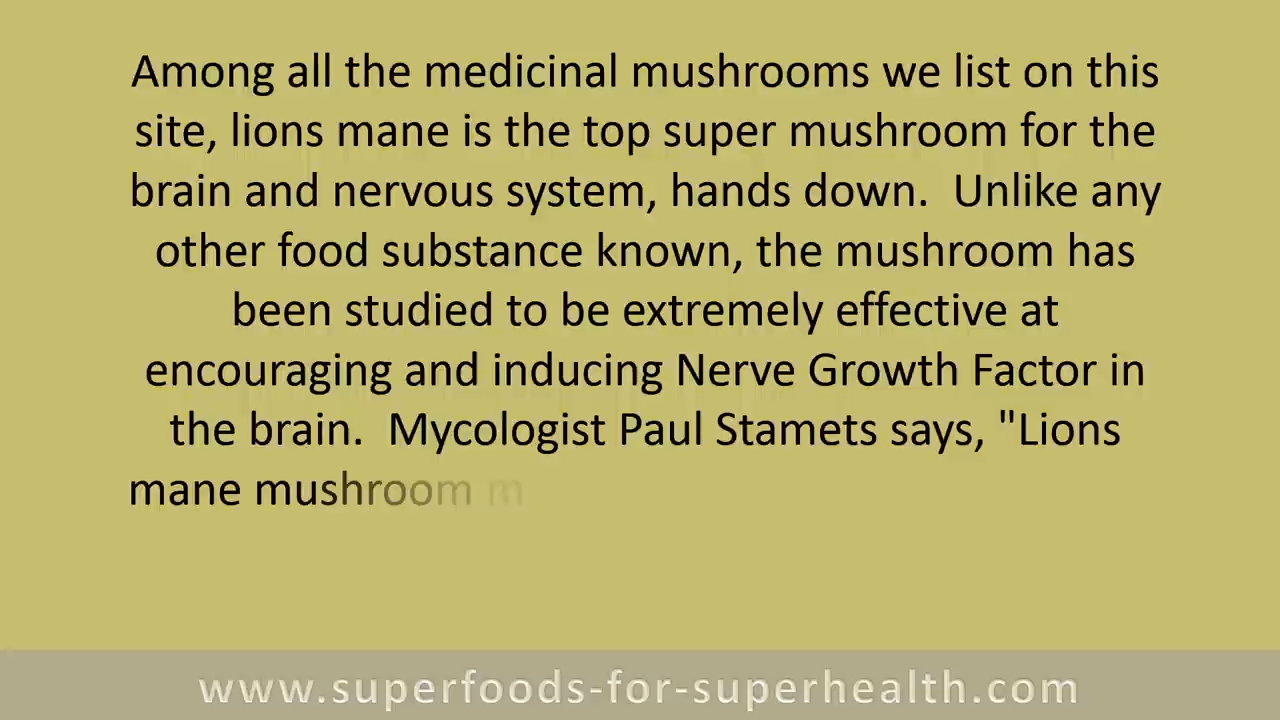 Among all the medicinal mushrooms we list on this
site, lions mane is the top super mushroom for the
brain and nervous system, hands down.  Unlike any
other food substance known, the mushroom has
been studied to be extremely effective at
encouraging and inducing Nerve Growth Factor in
the brain.  Mycologist Paul Stamets says, "Lions
mane mushroom m
www.superfoods-for-superhealth.com